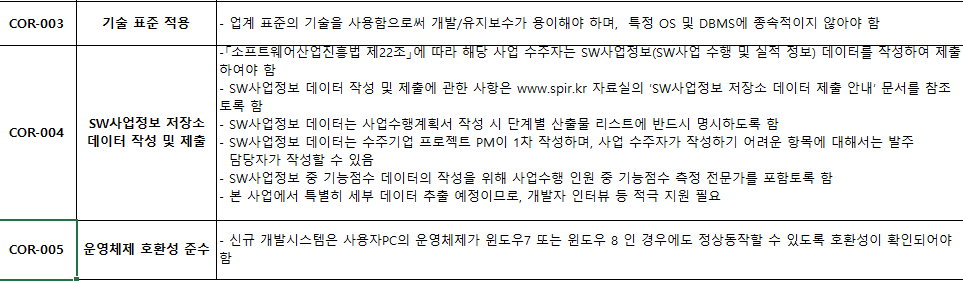 COR-003
기술 표준 적용
- 업계 표준의 기술을 사용함으로써 개발/유지보수가 용이해야 하며, 특정 OS 및 DBMS에 종속적이지 않아야 함
COR-004
SW사업정보 저장소
데이터 작성 및 제출
-「소프트웨어산업진흥법 제22조」에 따라 해당 사업 수주자는 SW사업정보(SW사업 수행 및 실적 정보) 데이터를 작성하여 제출
하여야 함
- SW사업정보 데이터 작성 및 제출에 관한 사항은 www.spir.kr 자료실의 'SW사업정보 저장소 데이터 제출 안내' 문서를 참조
토록 함
- SW사업정보 데이터는 사업수행계획서 작성 시 단계별 산출물 리스트에 반드시 명시하도록 함
- SW사업정보 데이터는 수주기업 프로젝트 PM이 1차 작성하며, 사업 수주자가 작성하기 어려운 항목에 대해서는 발주
담당자가 작성할 수 있음
- SW사업정보 중 기능점수 데이터의 작성을 위해 사업수행 인원 중 기능점수 측정 전문가를 포함토록 함
- 본 사업에서 특별히 세부 데이터 추출 예정이므로, 개발자 인터뷰 등 적극 지원 필요
COR-005
운영체제 호환성 준수
- 신규 개발시스템은 사용자PC의 운영체제가 윈도우7 또는 윈도우 8 인 경우에도 정상동작할 수 있도록 호환성이 확인되어야
함